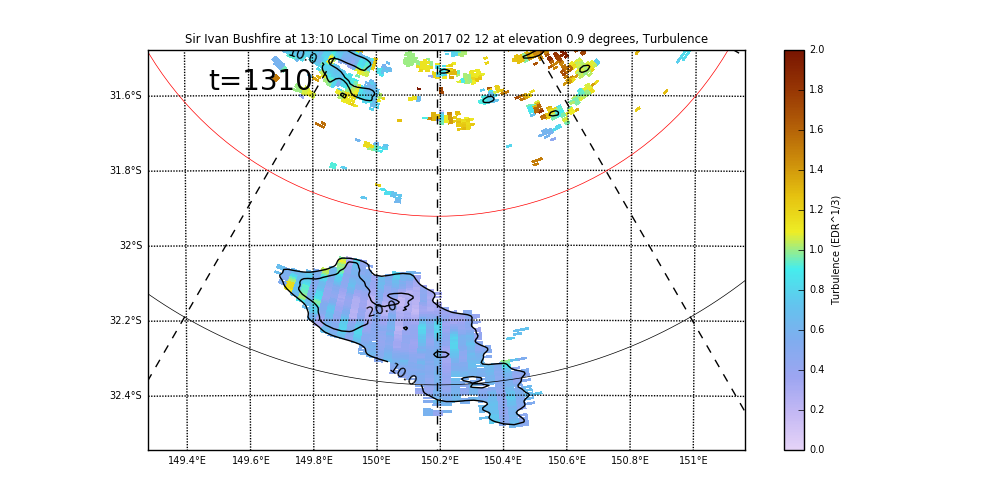 Sir Ivan Bushfire at 13:10 Local Time on 2017 02 12 at elevation 0.9 degrees, Turbulence
t=1310
10.0
20.0
10.0
31.6°S
31.8°S
32°S
32.2°S
32.4°S
149.4°E 149.6°E 149.8°E 150°E 150.2°E 150.4°E 150.6°E 150.8°E 151°E
2.0
1.8
1.6
1.4
1.2
1.0
0.8
0.6
0.4
0.2
0.0
Turbulence (EDR^1/3)